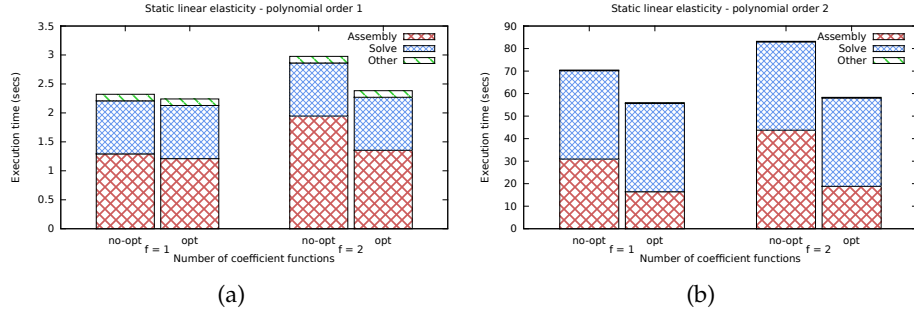 Static linear elasticity - polynomial order 1
3.5
3
2.5
2
1.5
1
0.5
0
Execution time (secs)
Assembly
Solve
Other
no-opt opt no-opt opt
f = 1 f = 2
Number of coefficient functions
(a)
Static linear elasticity - polynomial order 2
90
80
70
60
50
40
30
20
10
0
Execution time (secs)
Assembly
Solve
Other
no-opt opt no-opt opt
f = 1 f = 2
Number of coefficient functions
(b)